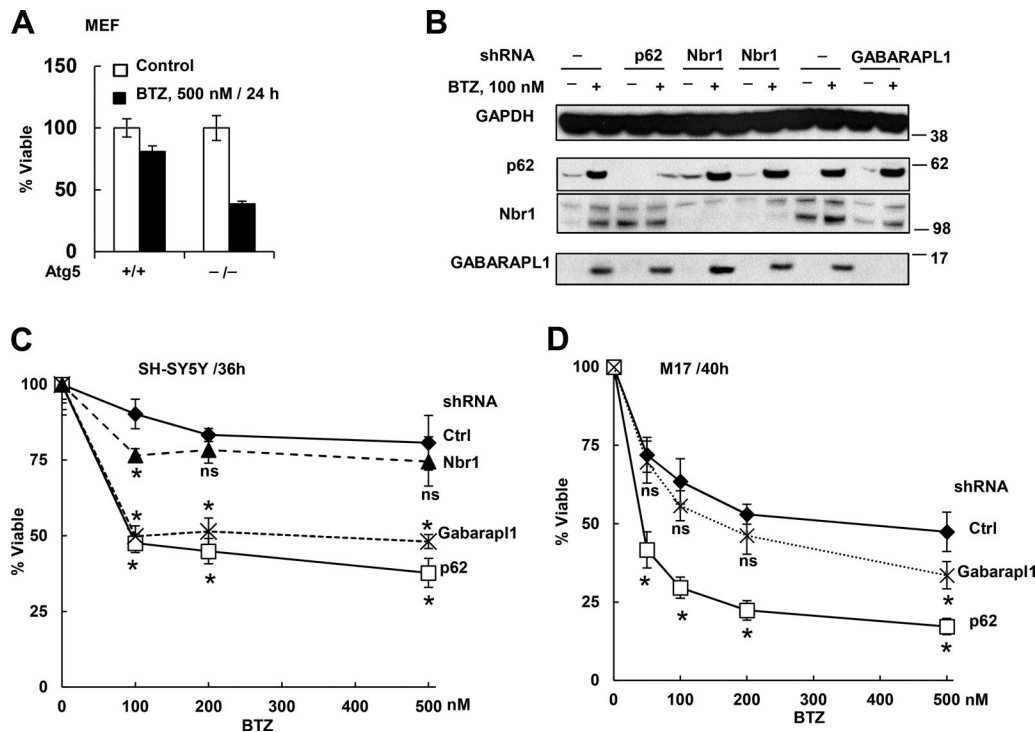 A
MEF
150
100
50
0
% Viable
Control
BTZ, 500 nM / 24 h
Atg5 +/+ –/–
B
shRNA – p62 Nbr1 Nbr1 – GABARAPL1
BTZ, 100 nM – + – + – + – + – + – +
GAPDH
38
p62
62
Nbr1
98
GABARAPL1
17
C
SH-SY5Y /36h
100
75
50
25
0
% Viable
shRNA
Ctrl
Nbr1
* ns ns
* * *
Gabarapl1
p62
* * *
0 100 200 300 400 500 nM
BTZ
D
M17 /40h
100
75
50
25
0
% Viable
shRNA
Ctrl
ns ns ns *
Gabarapl1
p62
* * * *
0 100 200 300 400 500 nM
BTZ